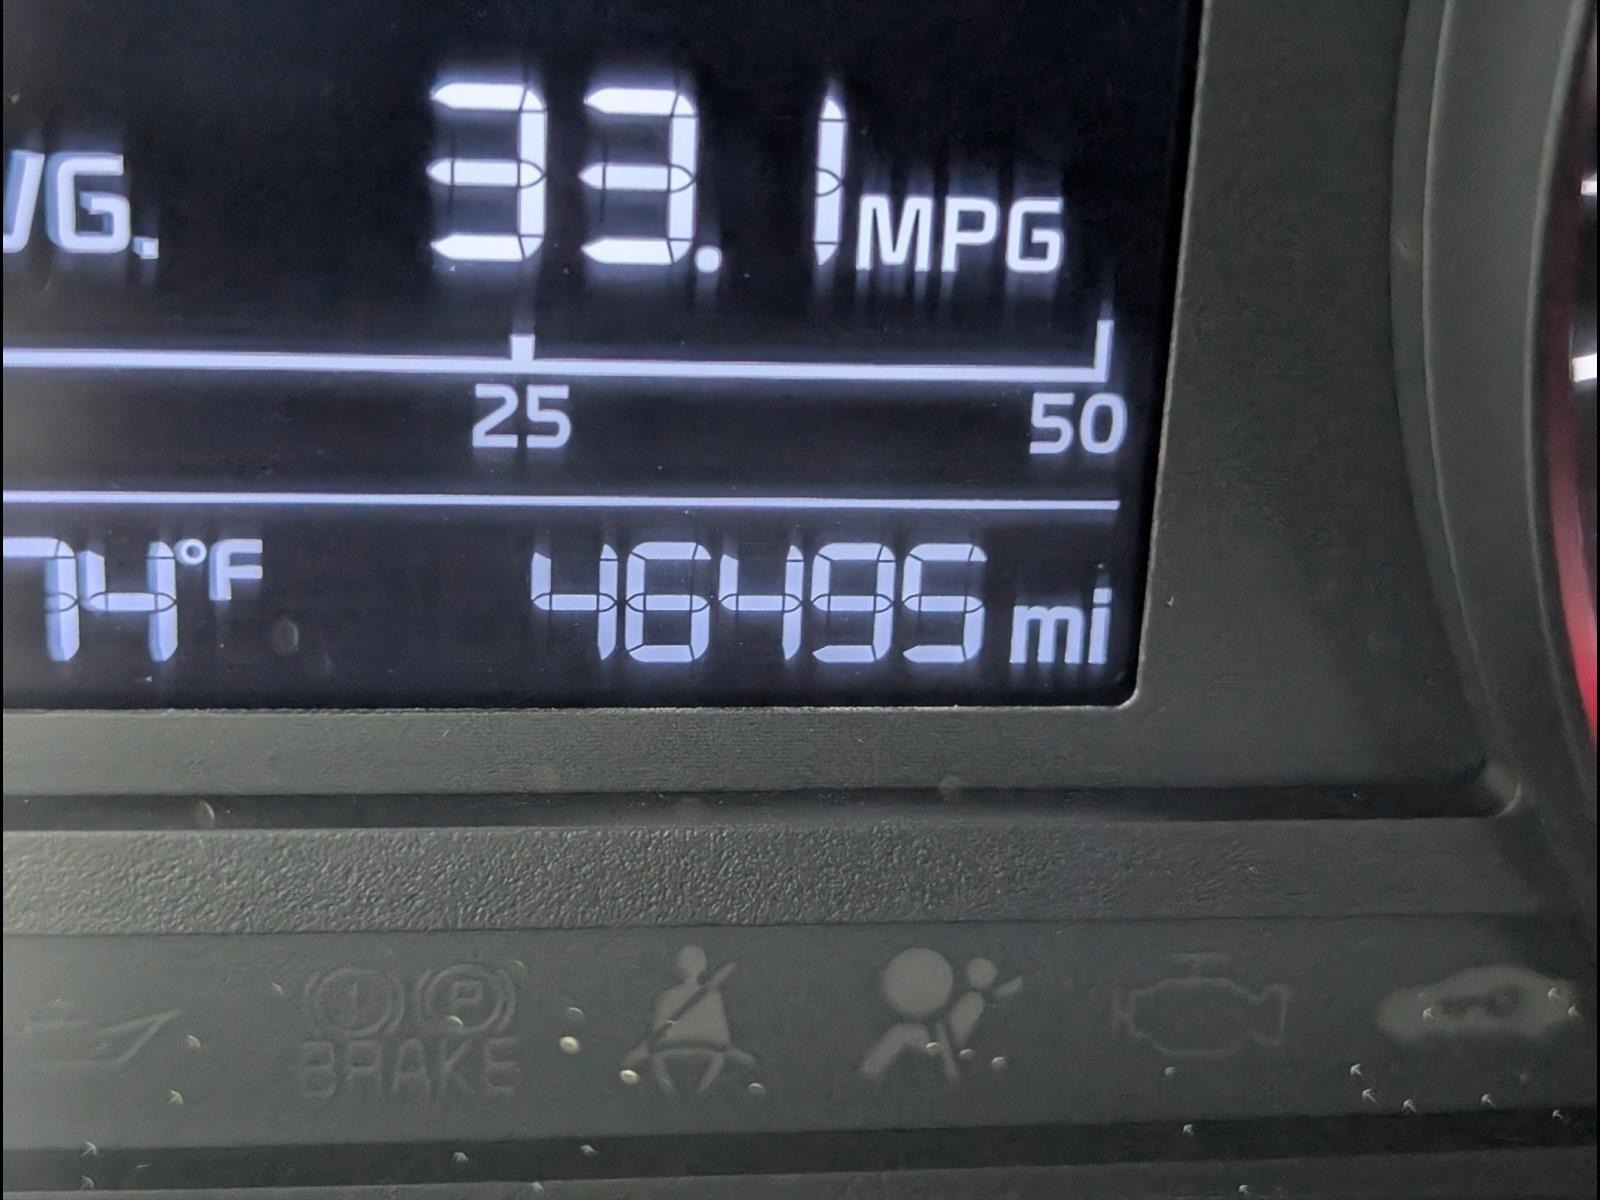 VG. 33.1 MPG
25 50
74°F 46495 mi
BRAKE